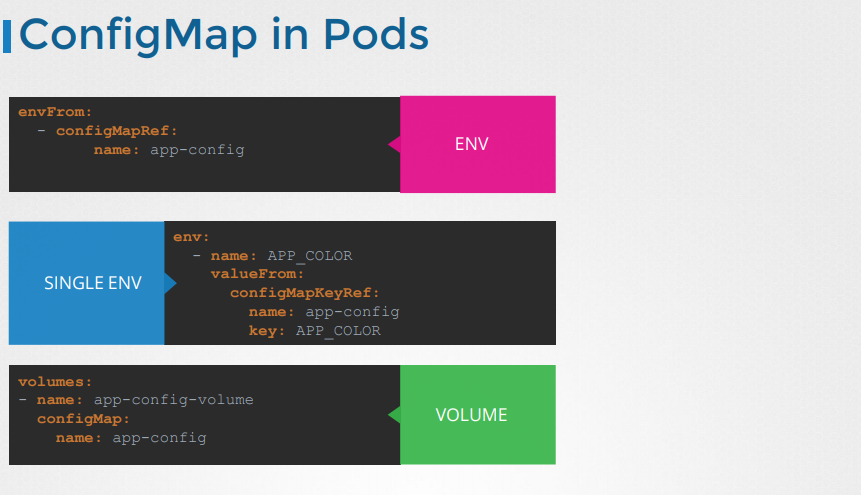 ConfigMap in Pods
envFrom:
  - configMapRef:
        name: app-config
ENV
SINGLE ENV
env:
  - name: APP_COLOR
    valueFrom:
      configMapKeyRef:
        name: app-config
        key: APP_COLOR
volumes:
- name: app-config-volume
  configMap:
    name: app-config
VOLUME